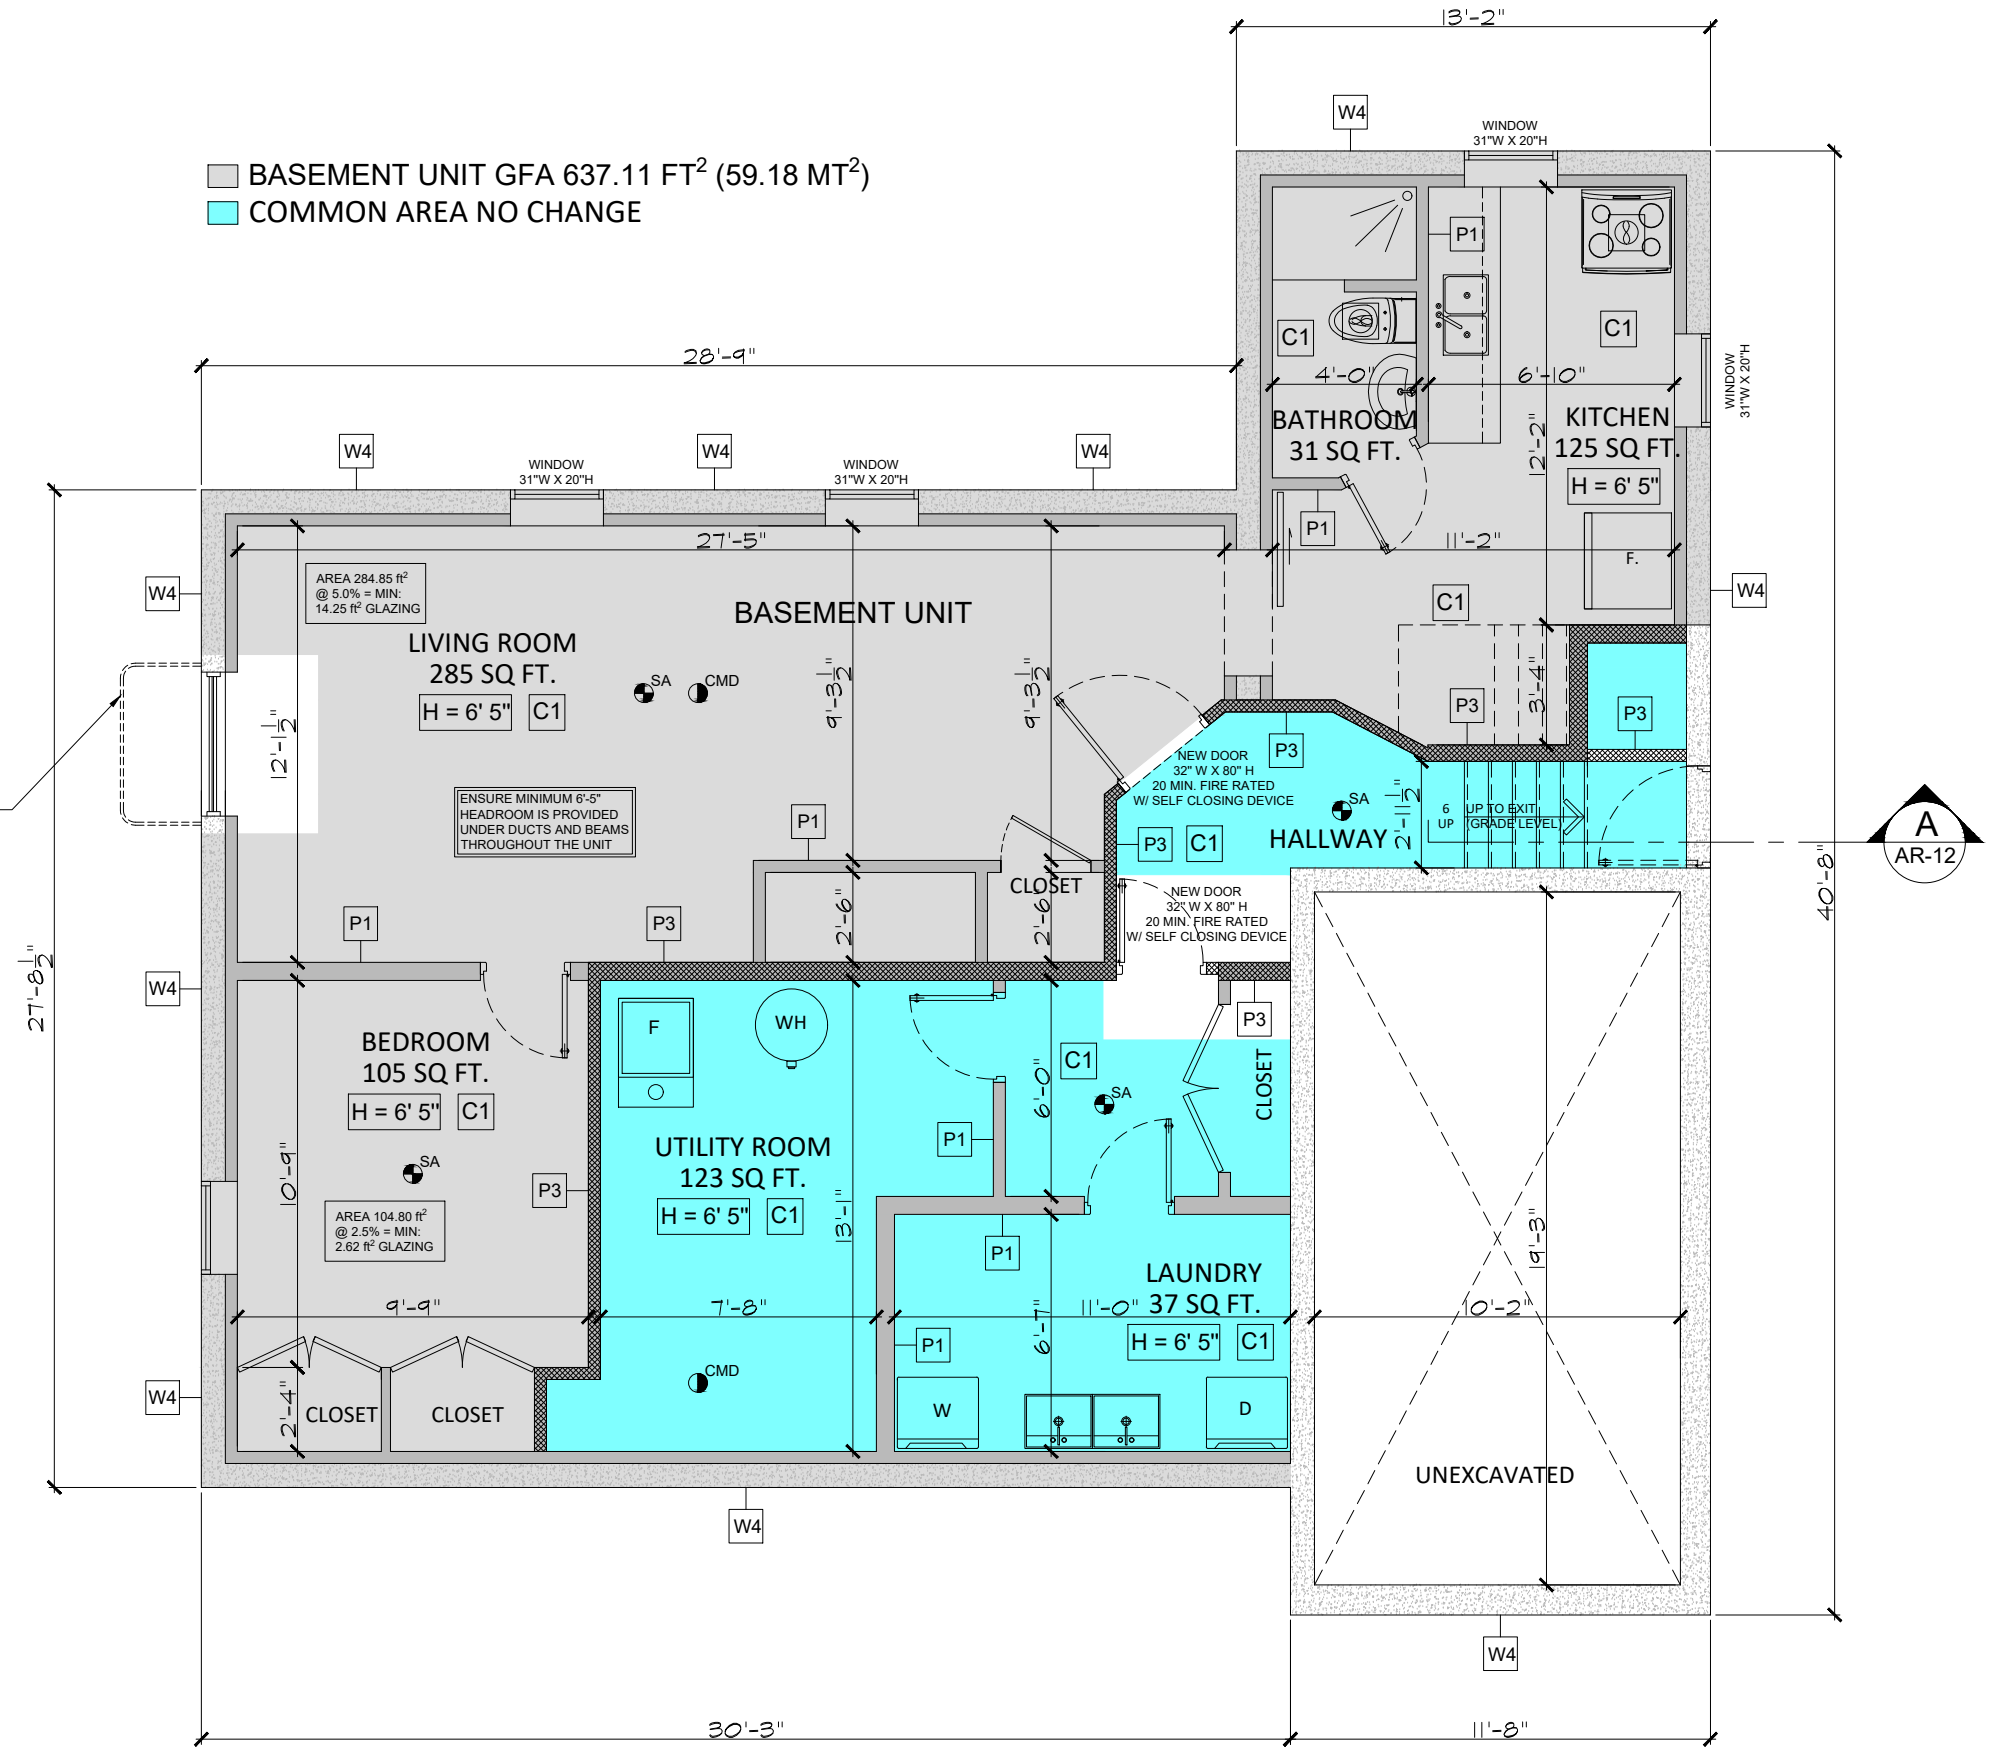 13'-2"
W4
WINDOW
31"W X 20"H
BASEMENT UNIT GFA 637.11 FT² (59.18 MT²)
COMMON AREA NO CHANGE
P1
C1
C1
28'-9"
WINDOW
31"W X 20"H
4'-0"
6'-10"
BATHROOM
31 SQ FT.
KITCHEN
125 SQ FT.
H = 6' 5"
12'-2"
W4
W4
W4
WINDOW
31"W X 20"H
WINDOW
31"W X 20"H
P1
27'-5"
11'-2"
F.
W4
W4
AREA 284.85 ft²
@ 5.0% = MIN:
14.25 ft² GLAZING
BASEMENT UNIT
C1
LIVING ROOM
285 SQ FT.
H = 6' 5"
C1
SA
CMD
9'-3 1/2"
9'-3 1/2"
3'-4"
P3
P3
12'-1 1/2"
P3
NEW DOOR
32" W X 80" H
20 MIN. FIRE RATED
W/ SELF CLOSING DEVICE
SA
2'-11 1/2"
6
UP
UP TO EXIT
(GRADE LEVEL)
ENSURE MINIMUM 6'-5"
HEADROOM IS PROVIDED
UNDER DUCTS AND BEAMS
THROUGHOUT THE UNIT
P1
P3
C1
HALLWAY
A
AR-12
40'-8"
CLOSET
2'-6"
2'-6"
NEW DOOR
32" W X 80" H
20 MIN. FIRE RATED
W/ SELF CLOSING DEVICE
P1
P3
27'-8 1/2"
W4
F
WH
P3
BEDROOM
105 SQ FT.
H = 6' 5"
C1
C1
SA
6'-0"
CLOSET
P1
UTILITY ROOM
123 SQ FT.
H = 6' 5"
C1
SA
P3
10'-9"
AREA 104.80 ft²
@ 2.5% = MIN:
2.62 ft² GLAZING
13'-1"
P1
19'-3"
LAUNDRY
37 SQ FT.
H = 6' 5"
C1
9'-9"
7'-8"
11'-0"
10'-2"
6'-7"
P1
CMD
W4
2'-4"
CLOSET
CLOSET
W
D
UNEXCAVATED
W4
W4
30'-3"
11'-8"